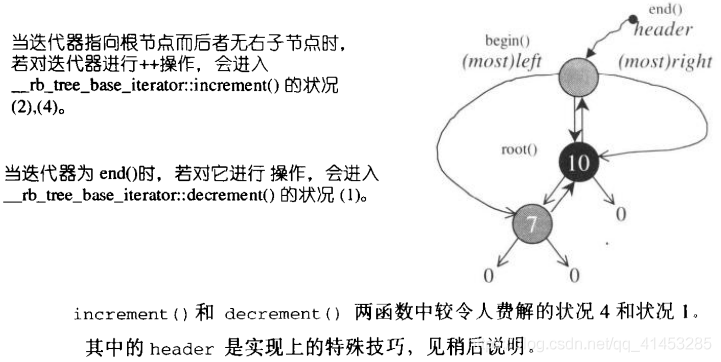 当迭代器指向根节点而后者无右子节点时，
若对迭代器进行++操作，会进入
__rb_tree_base_iterator::increment() 的状况
(2),(4)。
当迭代器为 end()时，若对它进行 操作，会进入
__rb_tree_base_iterator::decrement() 的状况 (1)。
end()
header
begin()
(most)left
(most)right
root()
10
0
7
0
0
increment()和 decrement() 两函数中较令人费解的状况 4 和状况 1。
其中的 header 是实现上的特殊技巧，见稍后说明。
blog.csdn.net/qq_41453285